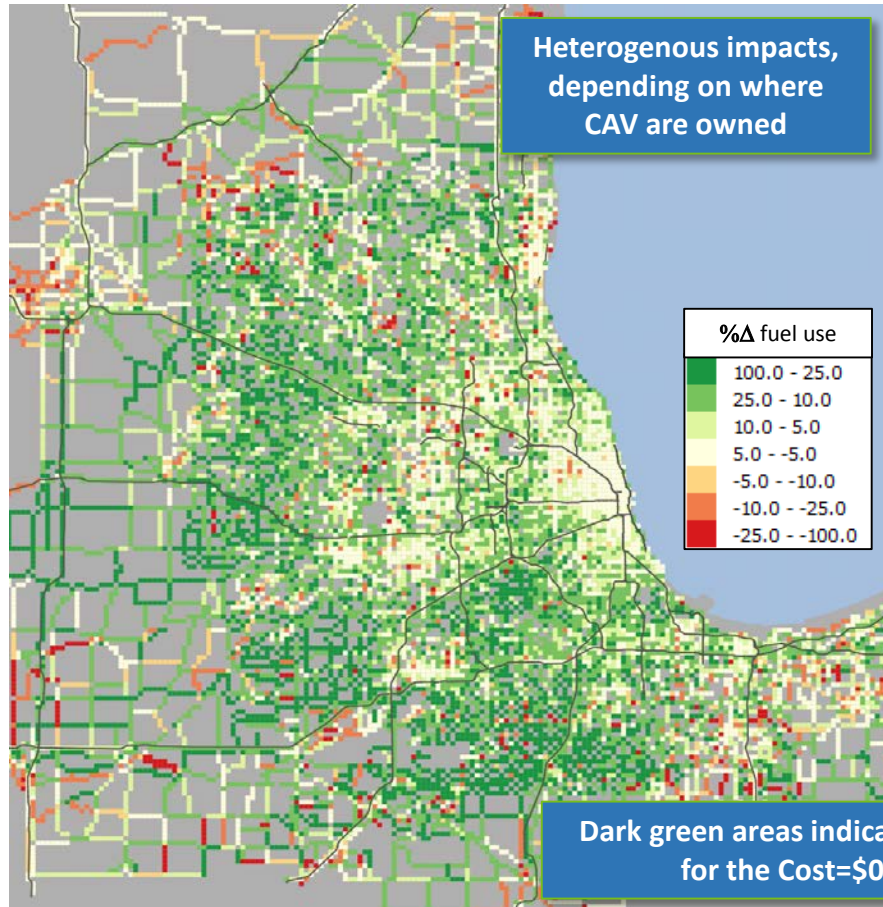 Heterogenous impacts,
depending on where
CAV are owned
%Δ fuel use
100.0 - 25.0
25.0 - 10.0
10.0 - 5.0
5.0 - -5.0
-5.0 - -10.0
-10.0 - -25.0
-25.0 - -100.0
Dark green areas indica
for the Cost=$0